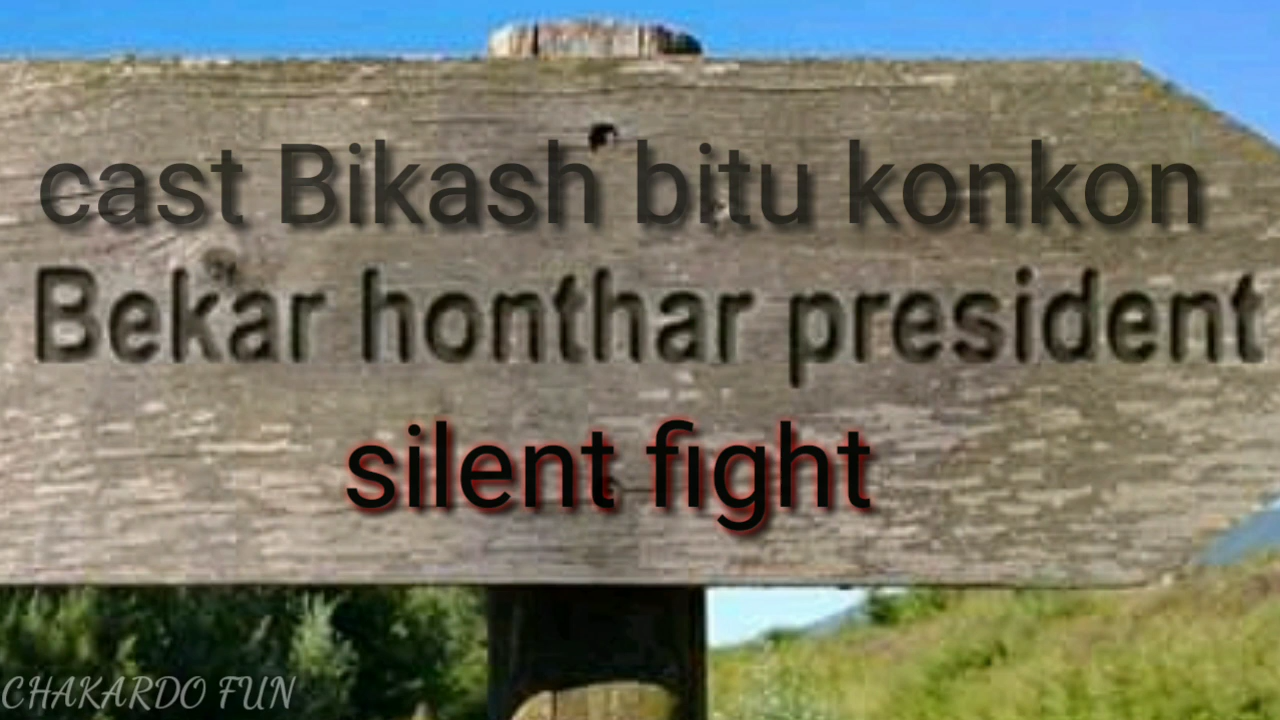 cast Bikash bitu konkon
Bekar honthar president
silent fight
CHAKARDO FUN